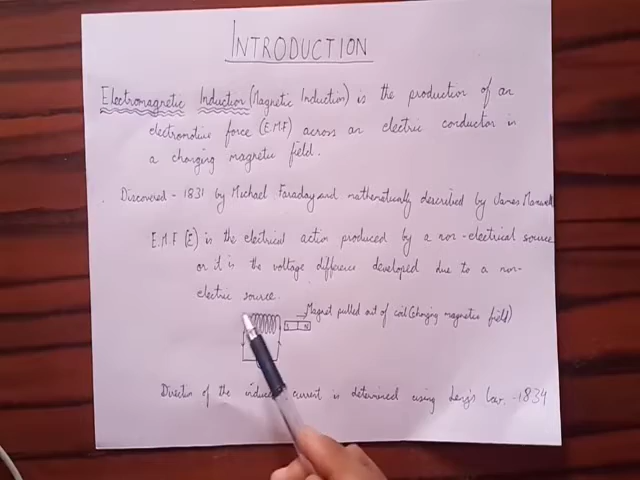 INTRODUCTION
Electromagnetic Induction (Magnetic Induction) is the production of an
electromotive force (E.M.F) across an electric conductor in
a changing magnetic field.
Discovered - 1831 by Michael Faraday and mathematically described by James Maxwell
E.M.F (E) is the electrical action produced by a non-electrical source
or it is the voltage difference developed due to a non-
electric source.
Magnet pulled out of coil (Changing magnetic field)
S N
Direction of the induced current is determined using Lenz's Law. - 1834